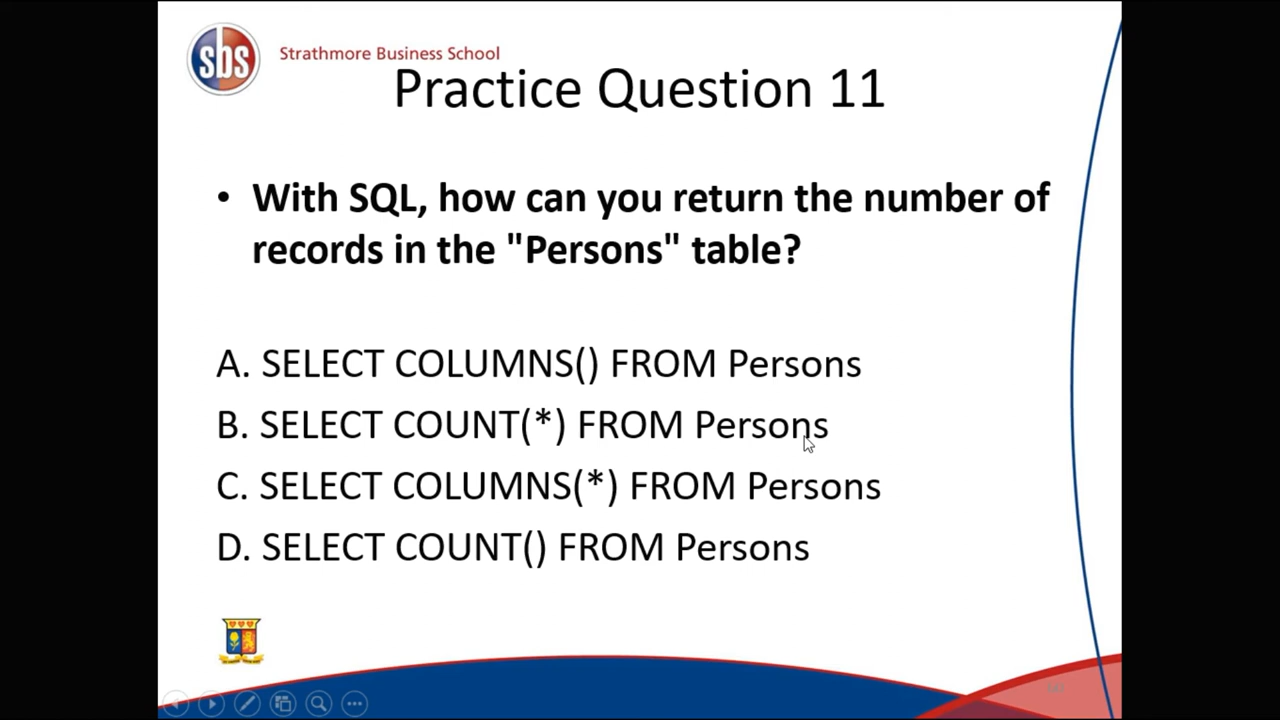 sbs
Strathmore Business School
Practice Question 11
• With SQL, how can you return the number of
records in the "Persons" table?
A. SELECT COLUMNS() FROM Persons
B. SELECT COUNT(*) FROM Persons
C. SELECT COLUMNS(*) FROM Persons
D. SELECT COUNT() FROM Persons